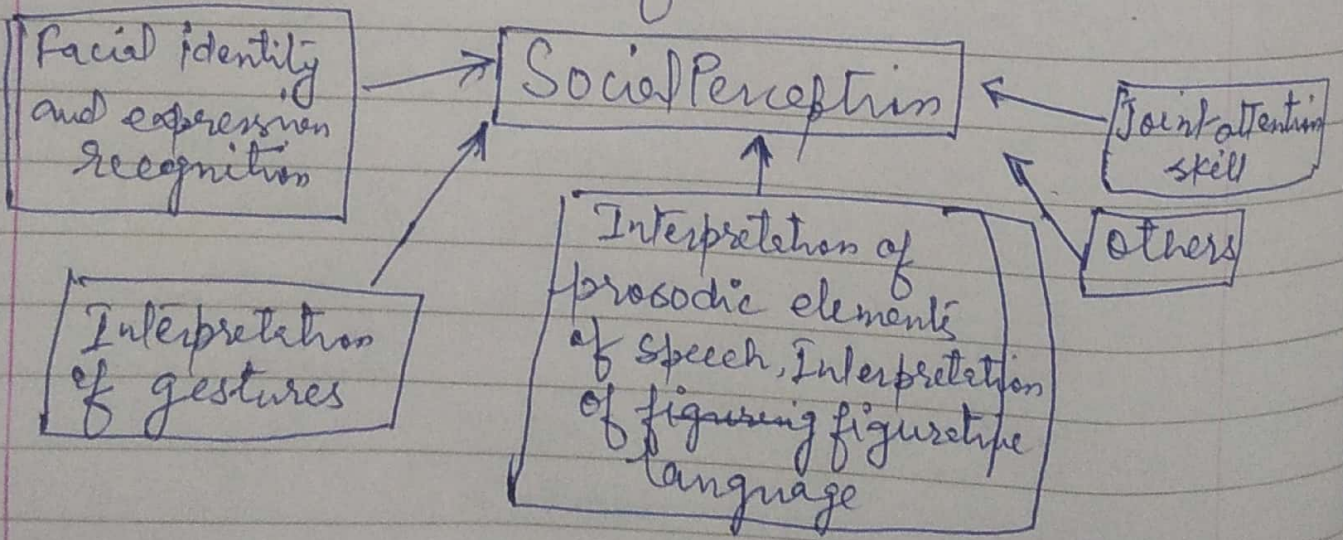 Facial identity
and expression
recognition
Social Perception
Joint-attention
skill
Others
Interpretation
of gestures
Interpretation of
prosodic elements
of speech, Interpretation
of figureing figurative
language